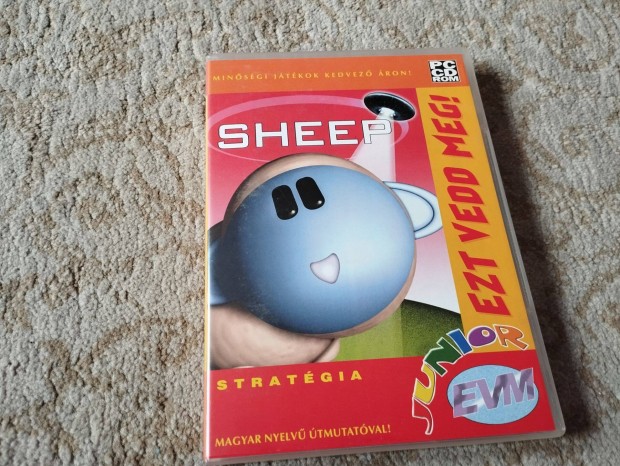 MINŐSÉGI JÁTÉKOK KEDVEZŐ ÁRON!
PC
CD
ROM
SHEEP
EZT VEDD MEG!
STRATÉGIA
JUNIOR
EVM
MAGYAR NYELVŰ ÚTMUTATÓVAL!